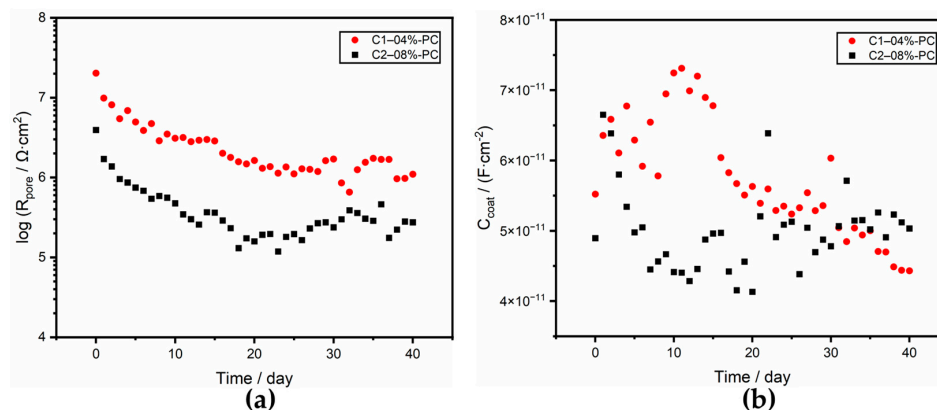 8
7
6
5
4
log (R_pore / Ω·cm²)
C1–04%-PC
C2–08%-PC
0 10 20 30 40
Time / day
(a)
8×10⁻¹¹
7×10⁻¹¹
6×10⁻¹¹
5×10⁻¹¹
4×10⁻¹¹
C_coat / (F·cm⁻²)
C1–04%-PC
C2–08%-PC
0 10 20 30 40
Time / day
(b)